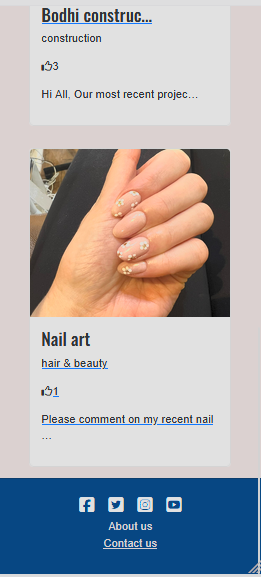 Bodhi construc...
construction
3
Hi All, Our most recent projec...
Nail art
hair & beauty
1
Please comment on my recent nail
...
About us
Contact us